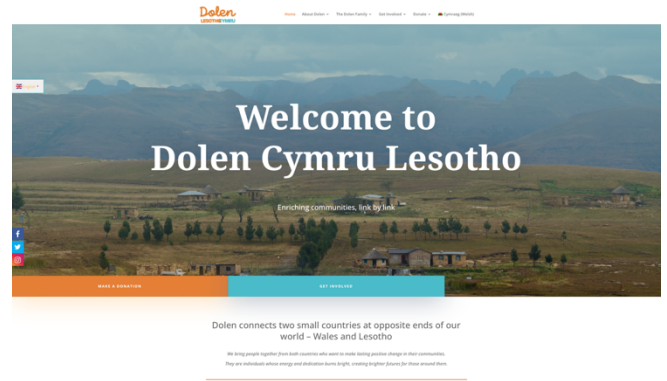 Dolen
LESOTHO CYMRU
Home About Dolen The Dolen Family Get Involved Donate Cymraeg (Welsh)
English
Welcome to
Dolen Cymru Lesotho
Enriching communities, link by link
MAKE A DONATION GET INVOLVED
Dolen connects two small countries at opposite ends of our
world – Wales and Lesotho
We bring people together from both countries who want to make lasting positive change in their communities.
They are individuals whose energy and dedication burns bright, creating brighter futures for those around them.